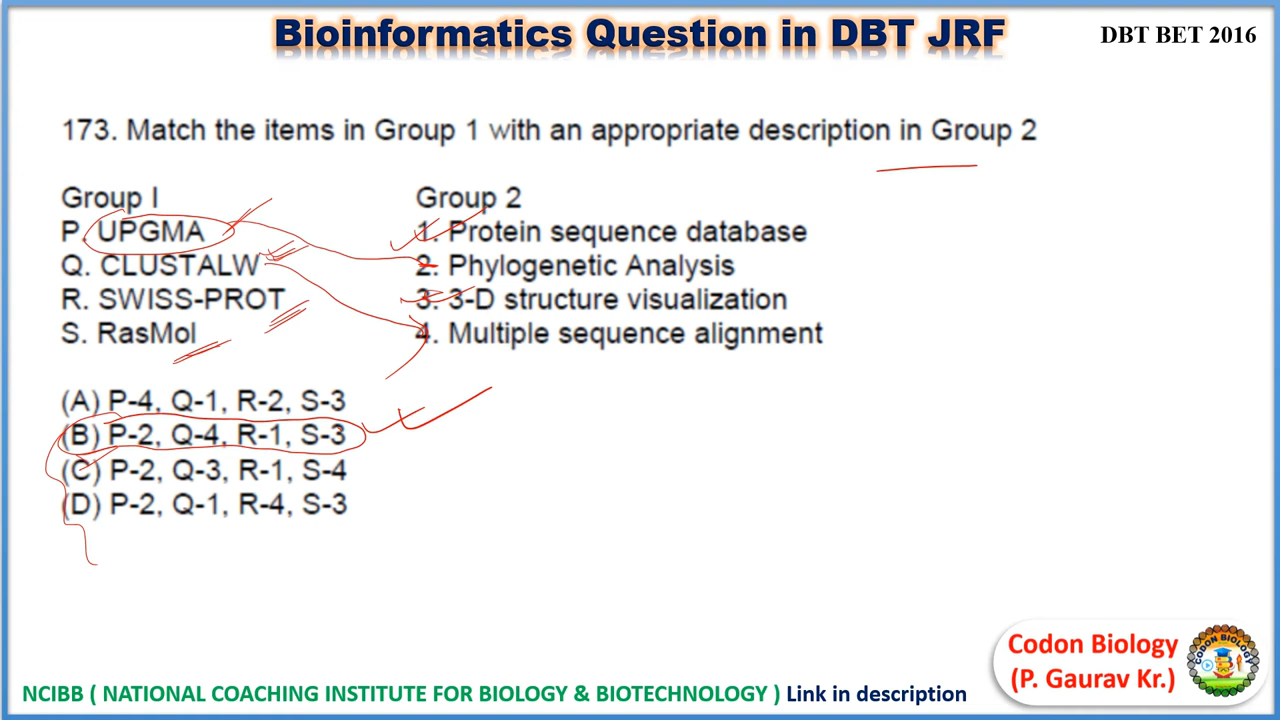 Bioinformatics Question in DBT JRF
DBT BET 2016
173. Match the items in Group 1 with an appropriate description in Group 2
Group I
Group 2
P. UPGMA
1. Protein sequence database
Q. CLUSTALW
2. Phylogenetic Analysis
R. SWISS-PROT
3. 3-D structure visualization
S. RasMol
4. Multiple sequence alignment
(A) P-4, Q-1, R-2, S-3
(B) P-2, Q-4, R-1, S-3
(C) P-2, Q-3, R-1, S-4
(D) P-2, Q-1, R-4, S-3
Codon Biology
(P. Gaurav Kr.)
CODON BIOLOGY
NCIBB ( NATIONAL COACHING INSTITUTE FOR BIOLOGY & BIOTECHNOLOGY ) Link in description